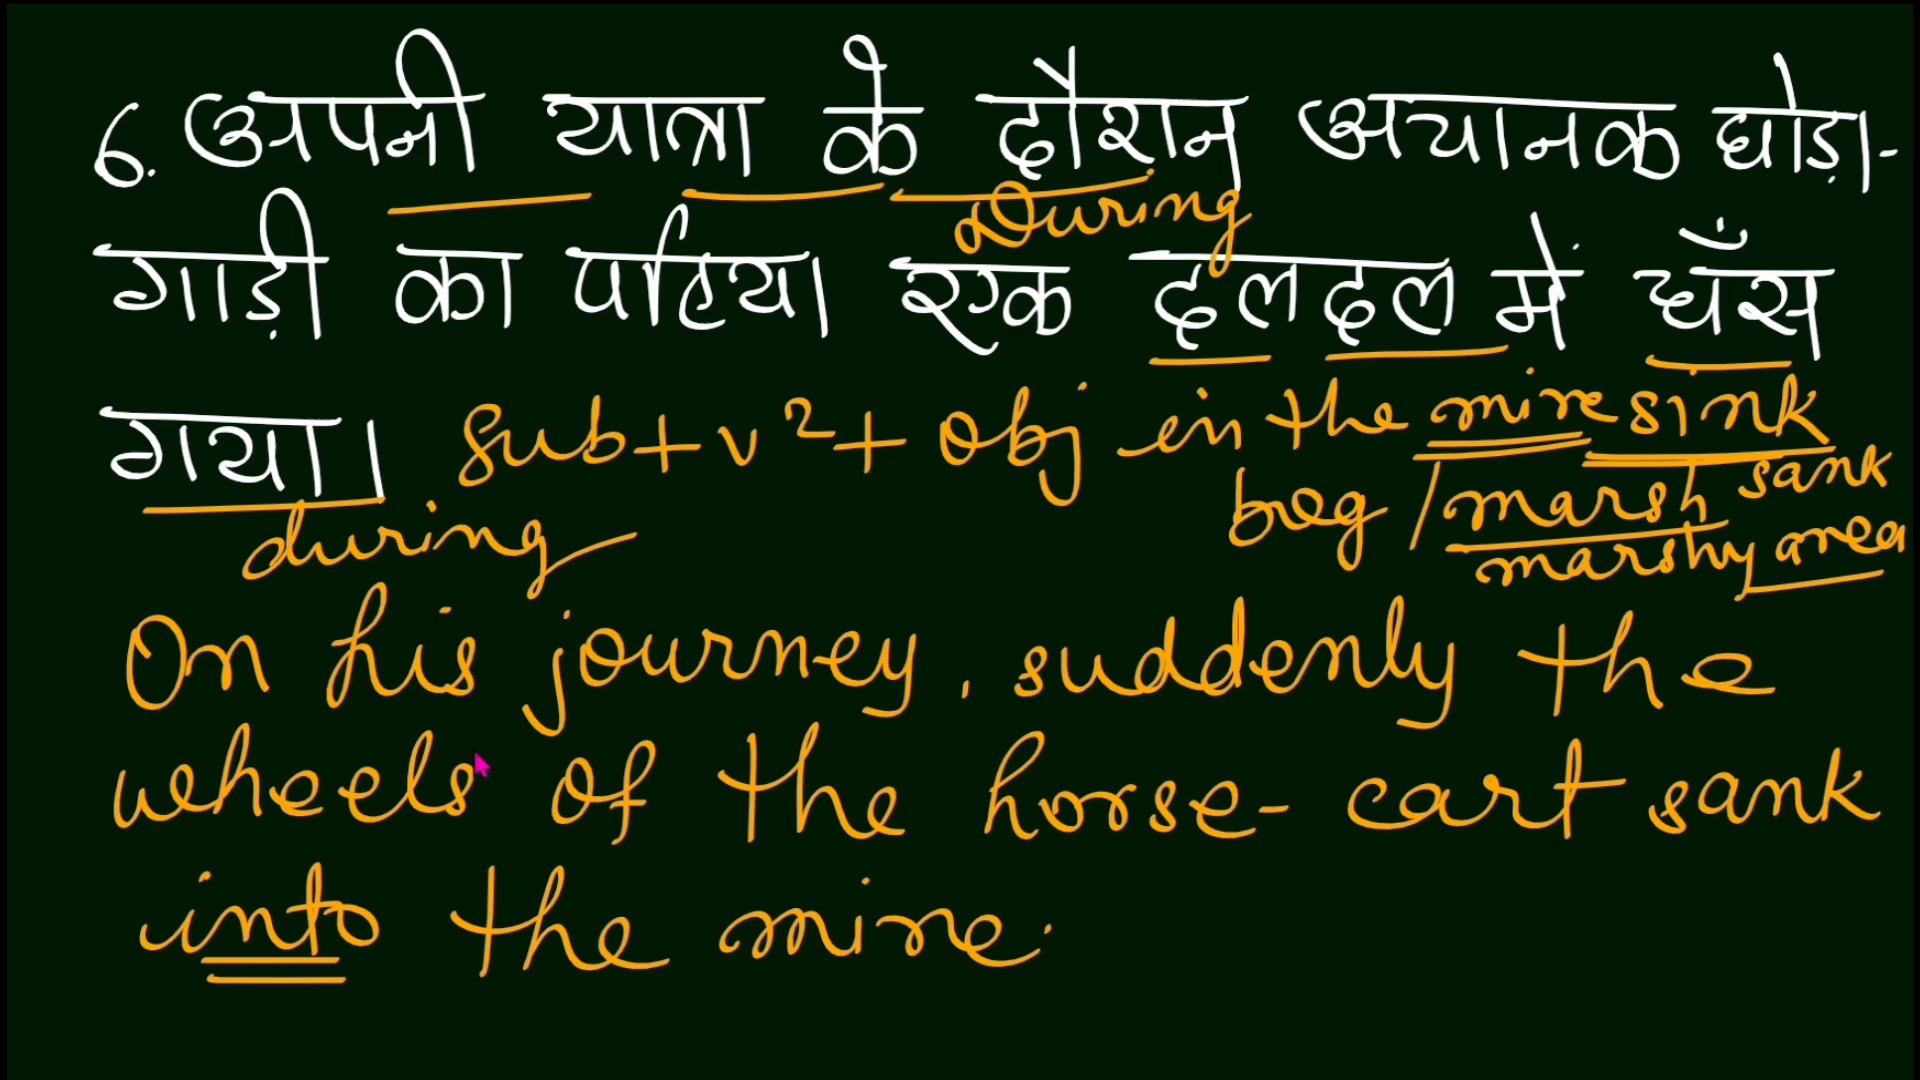 6. अपनी यात्रा के दौरान अचानक घोड़ा-
During
गाड़ी का पहिया एक दलदल में धँस
गया। sub + v² + obj in the mire sink
sank
breg / marsh
during
marshy area
On his journey, suddenly the
wheels of the horse-cart sank
into the mire.